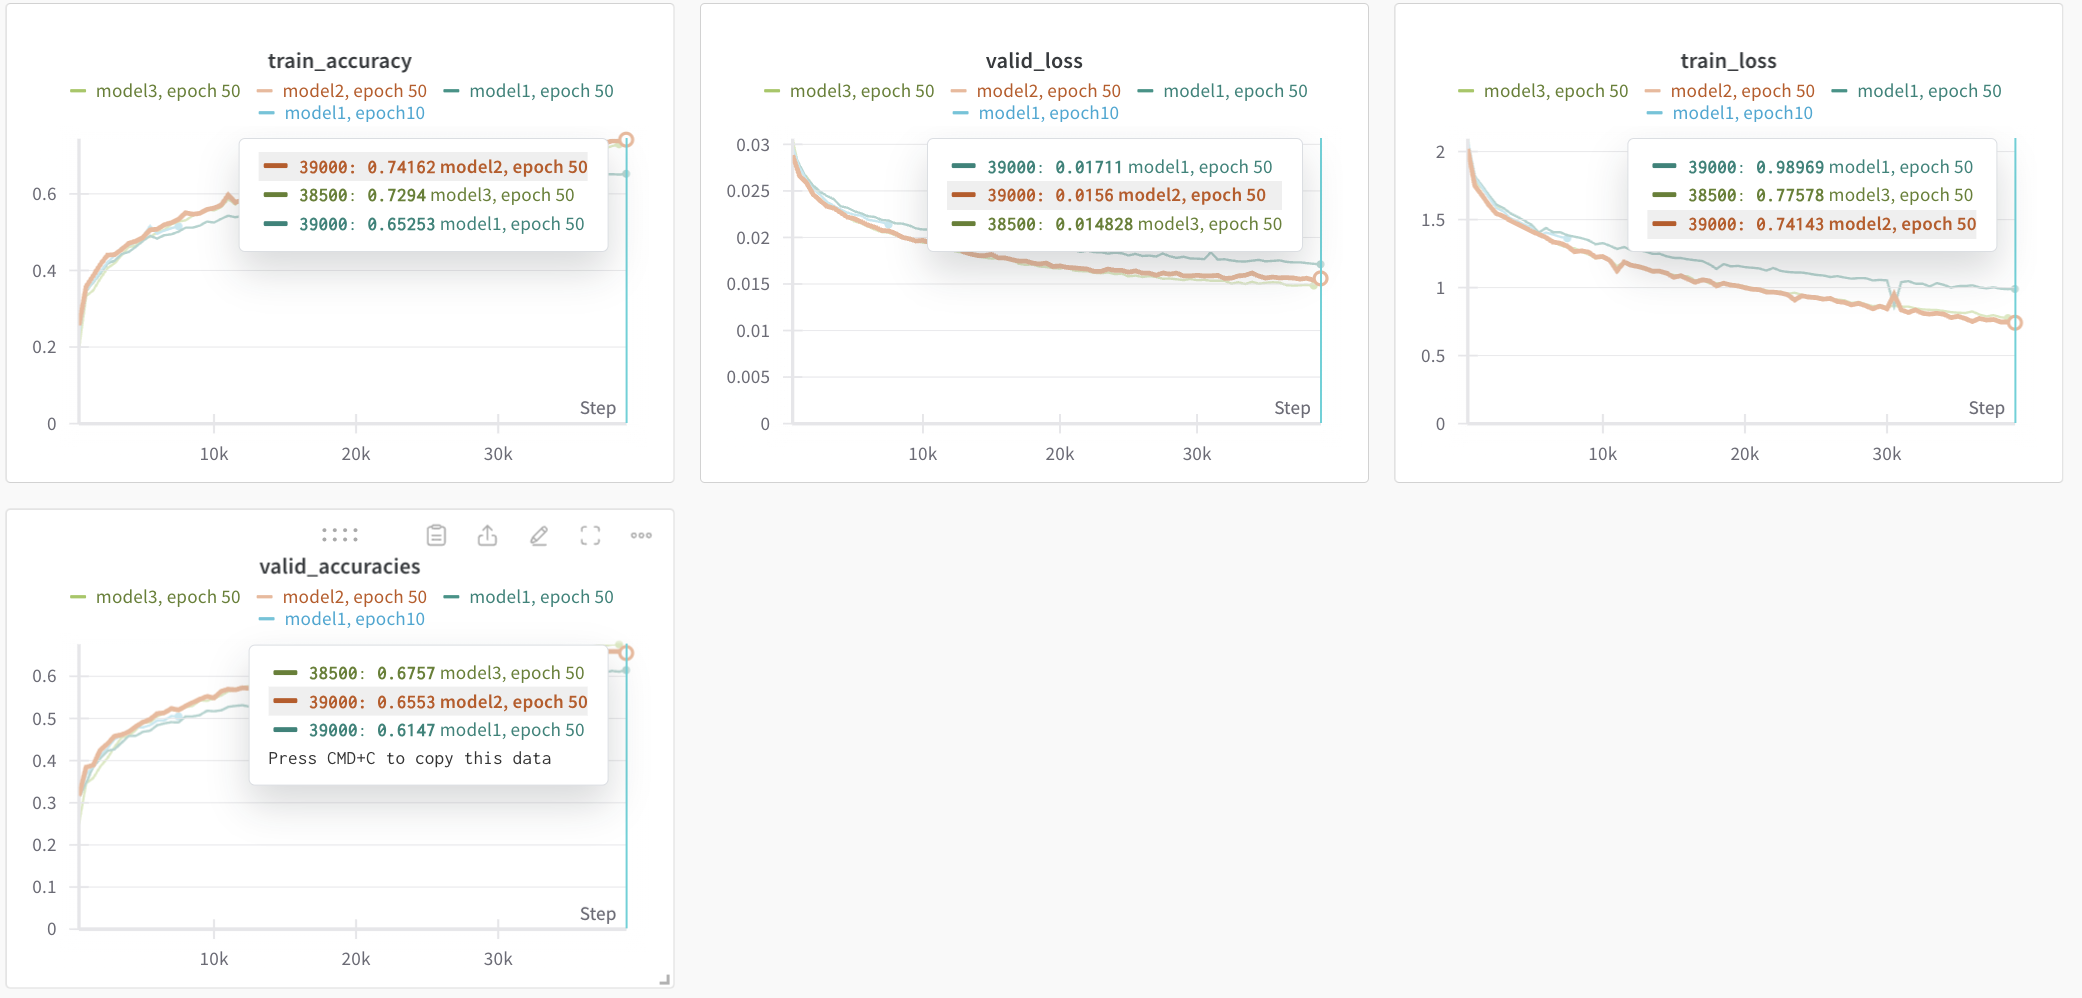 train_accuracy
model3, epoch 50 model2, epoch 50 model1, epoch 50
model1, epoch10
39000: 0.74162 model2, epoch 50
38500: 0.7294 model3, epoch 50
39000: 0.65253 model1, epoch 50
0.6
0.4
0.2
0
Step
10k 20k 30k
valid_loss
model3, epoch 50 model2, epoch 50 model1, epoch 50
model1, epoch10
39000: 0.01711 model1, epoch 50
39000: 0.0156 model2, epoch 50
38500: 0.014828 model3, epoch 50
0.03
0.025
0.02
0.015
0.01
0.005
0
Step
10k 20k 30k
train_loss
model3, epoch 50 model2, epoch 50 model1, epoch 50
model1, epoch10
39000: 0.98969 model1, epoch 50
38500: 0.77578 model3, epoch 50
39000: 0.74143 model2, epoch 50
2
1.5
1
0.5
0
Step
10k 20k 30k
valid_accuracies
model3, epoch 50 model2, epoch 50 model1, epoch 50
model1, epoch10
38500: 0.6757 model3, epoch 50
39000: 0.6553 model2, epoch 50
39000: 0.6147 model1, epoch 50
Press CMD+C to copy this data
0.6
0.5
0.4
0.3
0.2
0.1
0
Step
10k 20k 30k